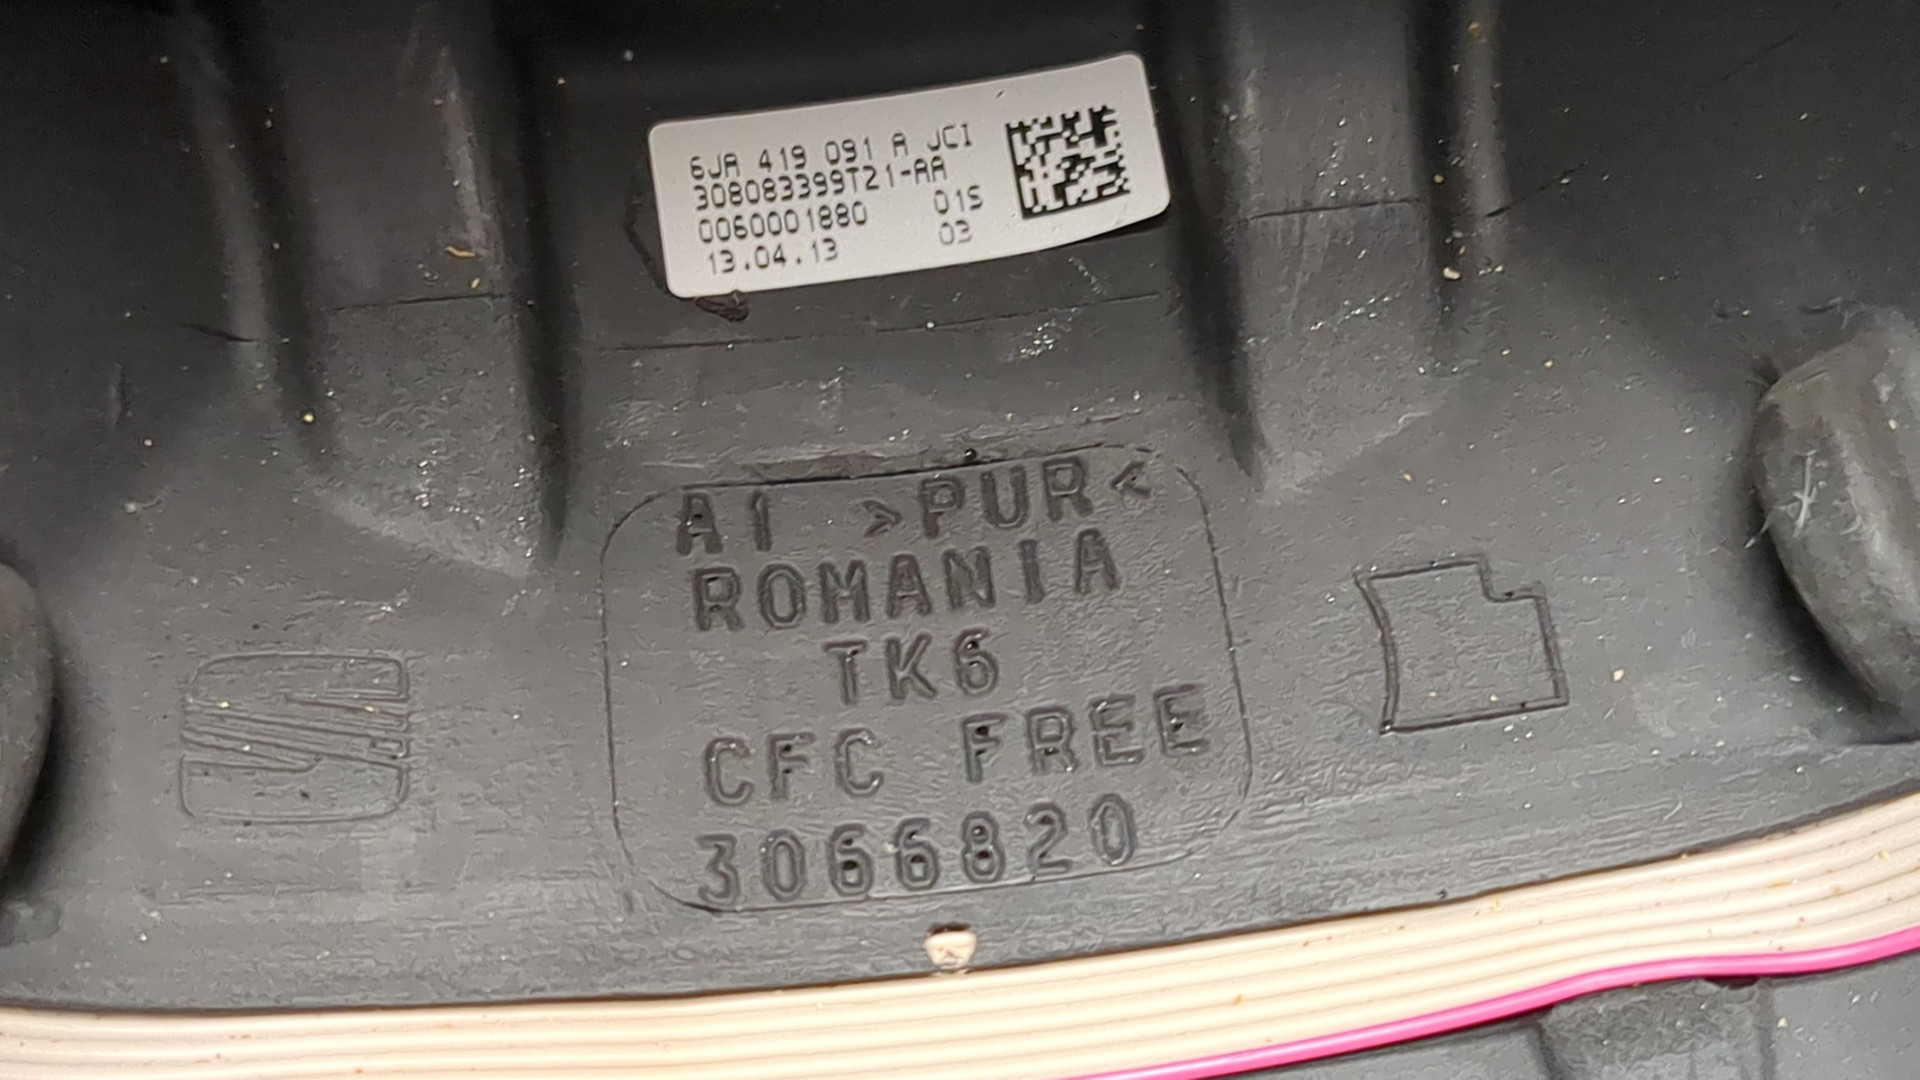 6JA 419 091 A JCI
308083399T21-AA
0060001880 01S
13.04.13 03
A1 >PUR<
ROMANIA
TK6
CFC FREE
3066820